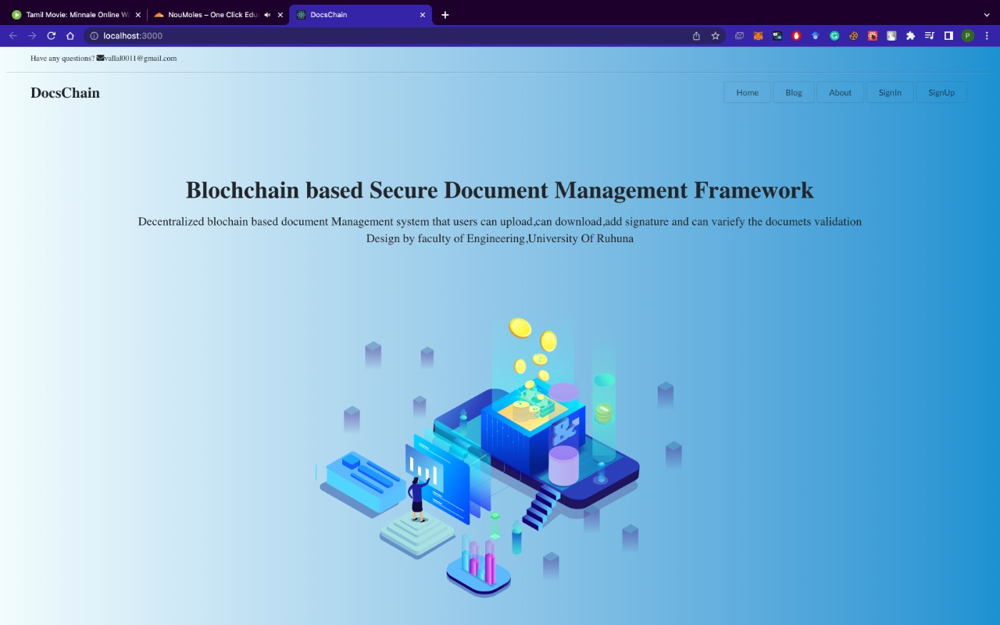 Tamil Movie: Minnale Online W
NouMoles – One Click Edu
DocsChain
localhost:3000
P
Have any questions? vallal0011@gmail.com
DocsChain
Home
Blog
About
SignIn
SignUp
Blochchain based Secure Document Management Framework
Decentralized blochain based document Management system that users can upload,can download,add signature and can variefy the documets validation
Design by faculty of Engineering,University Of Ruhuna